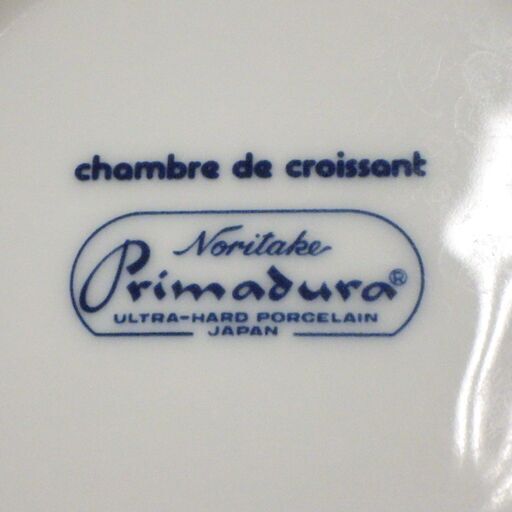 chambre de croissant
Noritake
Primadura®
ULTRA-HARD PORCELAIN
JAPAN